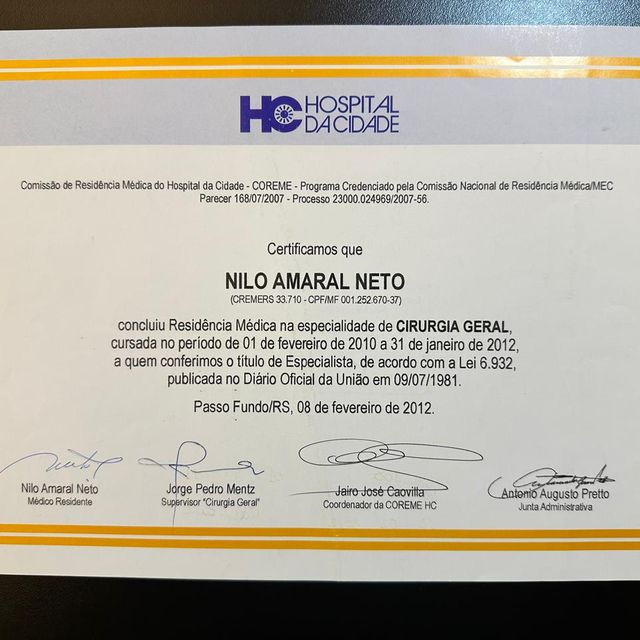 HC HOSPITAL
DA CIDADE
Comissão de Residência Médica do Hospital da Cidade - COREME - Programa Credenciado pela Comissão Nacional de Residência Médica/MEC
Parecer 168/07/2007 - Processo 23000.024969/2007-56.
Certificamos que
NILO AMARAL NETO
(CREMERS 33.710 - CPF/MF 001.252.670-37)
concluiu Residência Médica na especialidade de CIRURGIA GERAL,
cursada no período de 01 de fevereiro de 2010 a 31 de janeiro de 2012,
a quem conferimos o título de Especialista, de acordo com a Lei 6.932,
publicada no Diário Oficial da União em 09/07/1981.
Passo Fundo/RS, 08 de fevereiro de 2012.
Nilo Amaral Neto
Médico Residente
Jorge Pedro Mentz
Supervisor "Cirurgia Geral"
Jairo José Caovilla
Coordenador da COREME HC
Antonio Augusto Pretto
Junta Administrativa